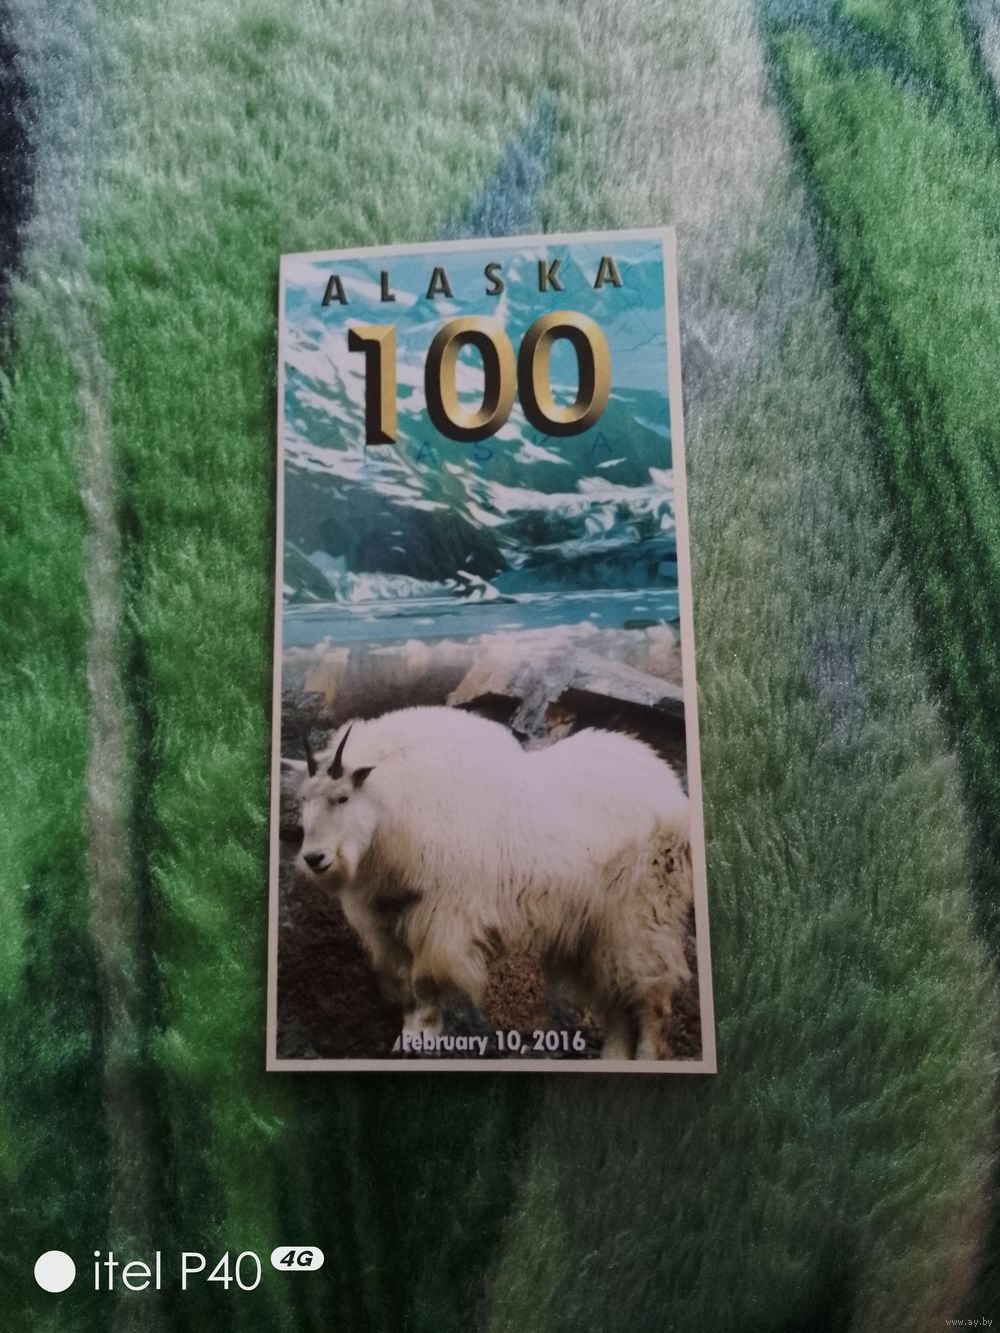 ALASKA
100
A S K A
February 10, 2016
itel P40 4G
www.ay.by